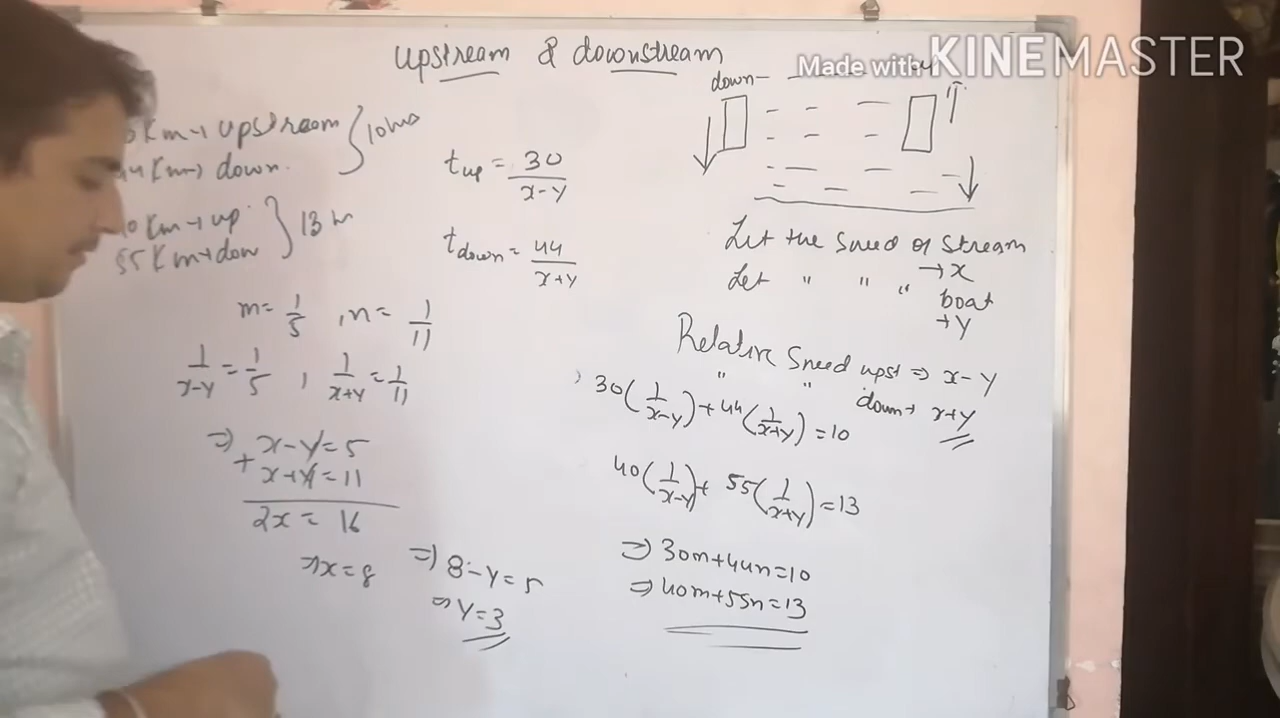 Upstream & downstream
Made with KINEMASTER
down
Km → Upstream } 10 hrs
44 Km → down.
Km → up } 13 hr
55 Km → dow
t up = 30 / x-y
t down = 44 / x+y
m = 1/5 , n = 1/11
1/x-y = 1/5 , 1/x+y = 1/11
=) x-y=5
+ x+y=11
2x = 16
=) x=8
=) 8-y=5
=) y=3
Let the Speed of Stream
→ x
Let " " " boat
→ y
Relative Speed upst => x-y
" " down → x+y
30(1/x-y)+44(1/x+y)=10
40(1/x-y)+ 55(1/x+y)=13
=) 30m+44n=10
=) 40m+55n=13